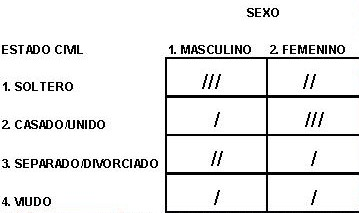 SEXO
ESTADO CIVIL 1. MASCULINO 2. FEMENINO
1. SOLTERO /// //
2. CASADO/UNIDO / ///
3. SEPARADO/DIVORCIADO // /
4. VIUDO / /